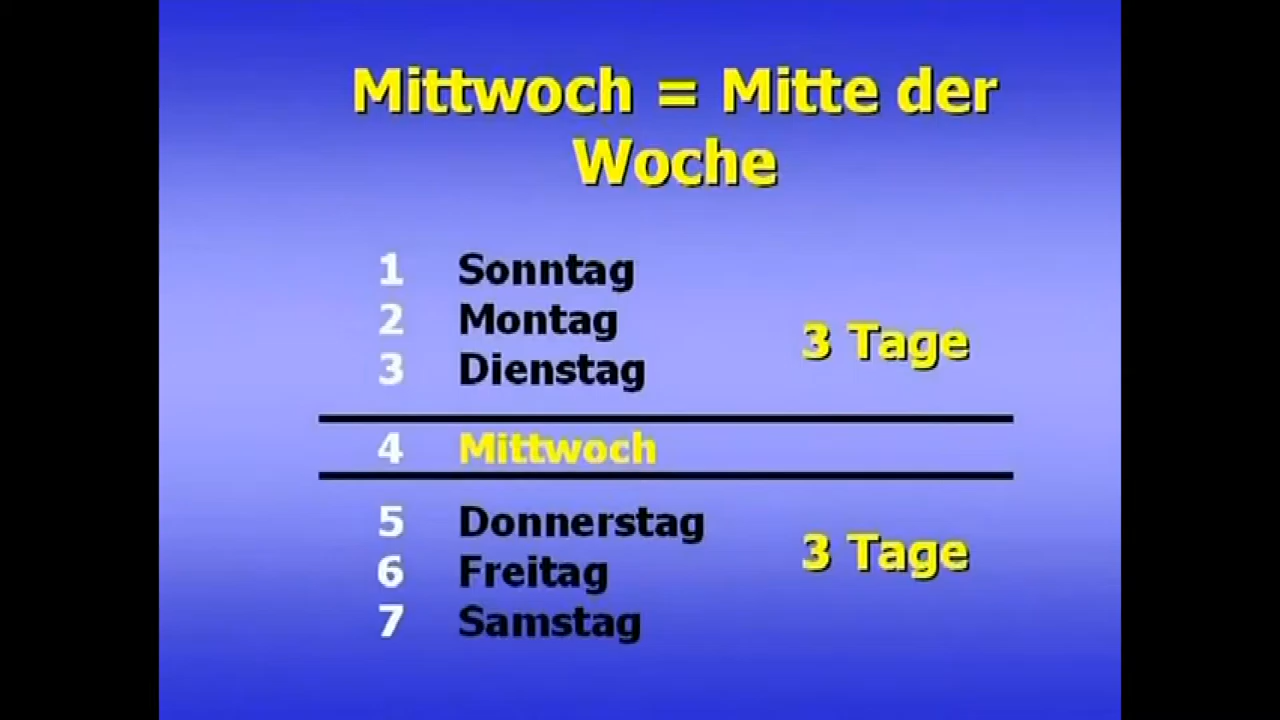 Mittwoch = Mitte der
Woche
1 Sonntag
2 Montag
3 Dienstag
3 Tage
4 Mittwoch
5 Donnerstag
6 Freitag
7 Samstag
3 Tage